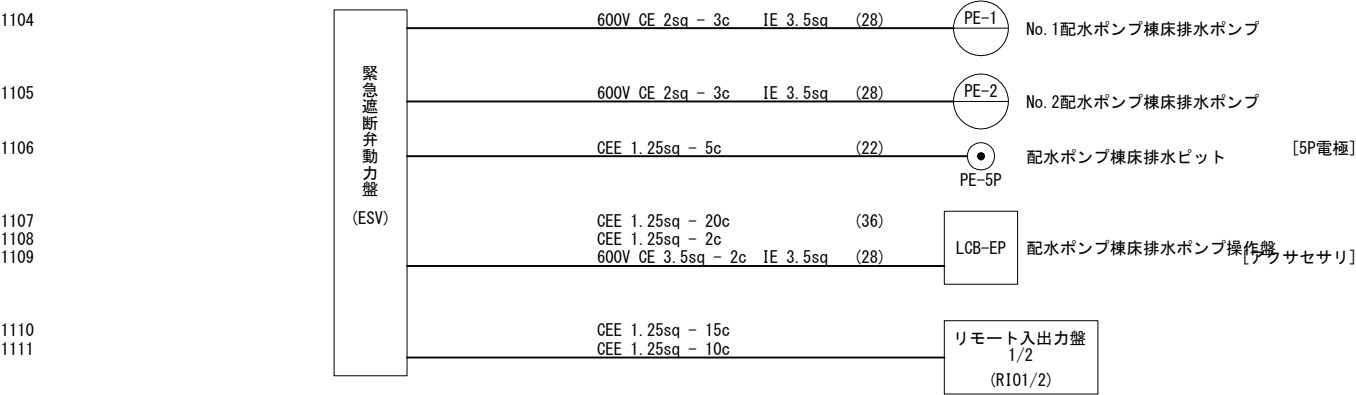 1104 600V CE 2sq - 3c IE 3.5sq (28) PE-1 No.1配水ポンプ棟床排水ポンプ
緊急遮断弁動力盤
(ESV)
1105 600V CE 2sq - 3c IE 3.5sq (28) PE-2 No.2配水ポンプ棟床排水ポンプ
1106 CEE 1.25sq - 5c (22) 配水ポンプ棟床排水ピット [5P電極]
PE-5P
1107 CEE 1.25sq - 20c (36)
1108 CEE 1.25sq - 2c
LCB-EP 配水ポンプ棟床排水ポンプ操作盤
1109 600V CE 3.5sq - 2c IE 3.5sq (28) [アクサセサリ]
1110 CEE 1.25sq - 15c
1111 CEE 1.25sq - 10c
リモート入出力盤
1/2
(RIO1/2)